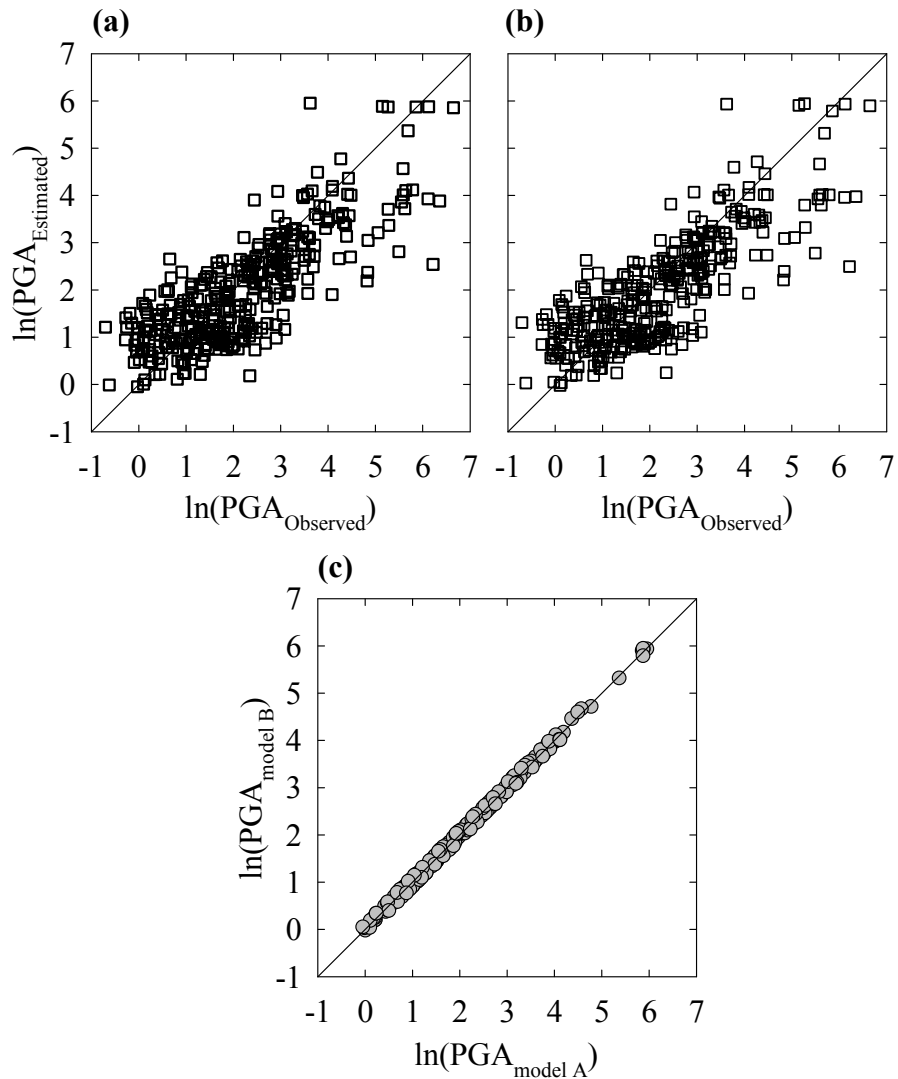 (a)
(b)
7
6
5
4
3
2
1
0
-1
ln(PGA_Estimated)
-1 0 1 2 3 4 5 6 7
ln(PGA_Observed)
-1 0 1 2 3 4 5 6 7
ln(PGA_Observed)
(c)
7
6
5
4
3
2
1
0
-1
ln(PGA_model B)
-1 0 1 2 3 4 5 6 7
ln(PGA_model A)